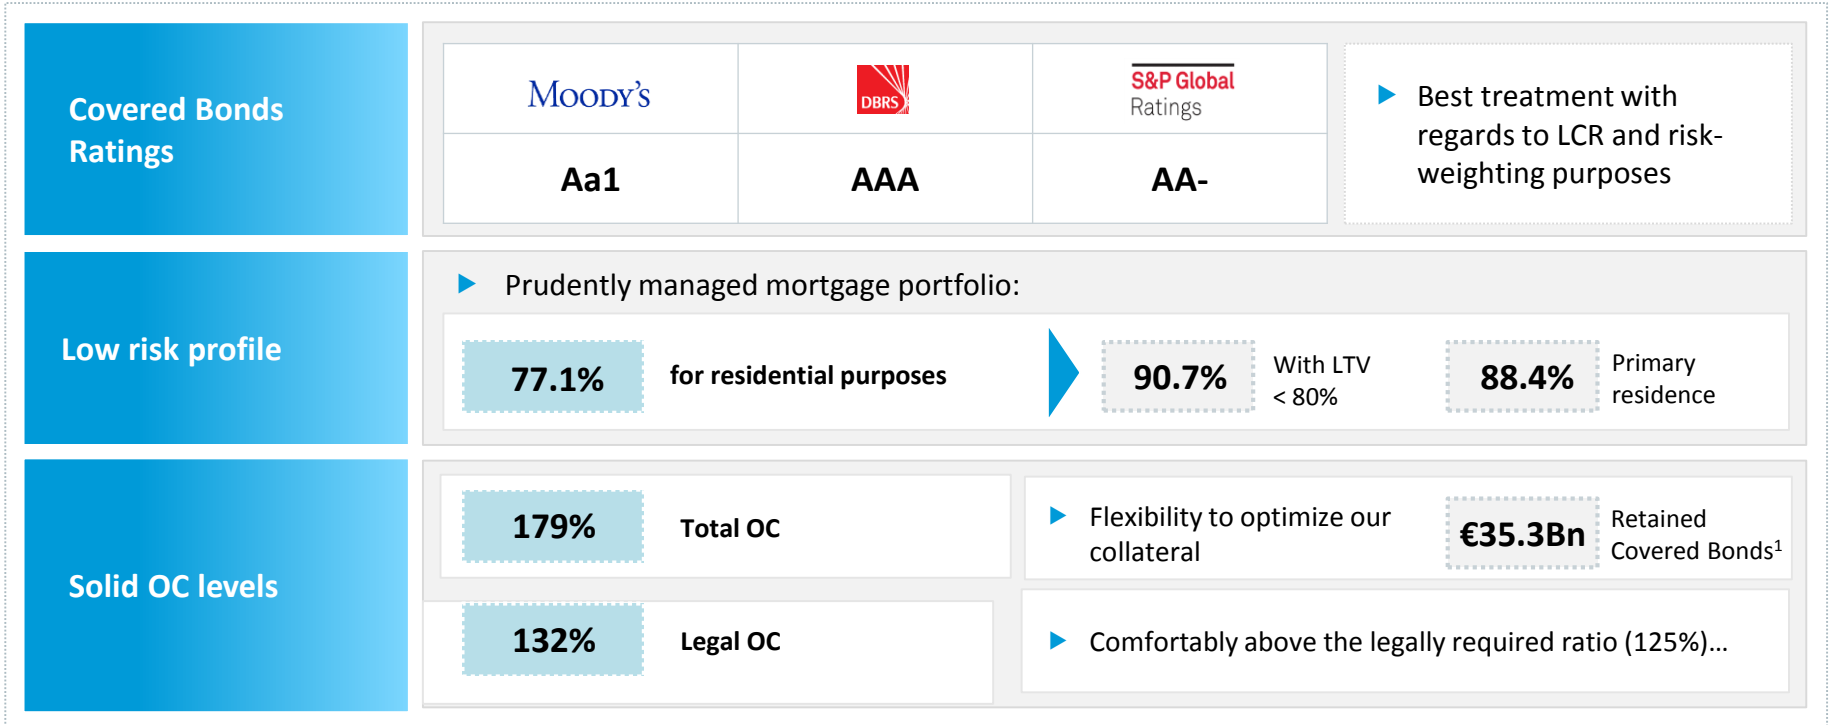 Covered Bonds
Ratings
MOODY'S
DBRS
S&P Global
Ratings
Aa1
AAA
AA-
Best treatment with
regards to LCR and risk-
weighting purposes
Low risk profile
Prudently managed mortgage portfolio:
77.1%
for residential purposes
90.7%
With LTV
< 80%
88.4%
Primary
residence
Solid OC levels
179%
Total OC
Flexibility to optimize our
collateral
€35.3Bn
Retained
Covered Bonds¹
132%
Legal OC
Comfortably above the legally required ratio (125%)...